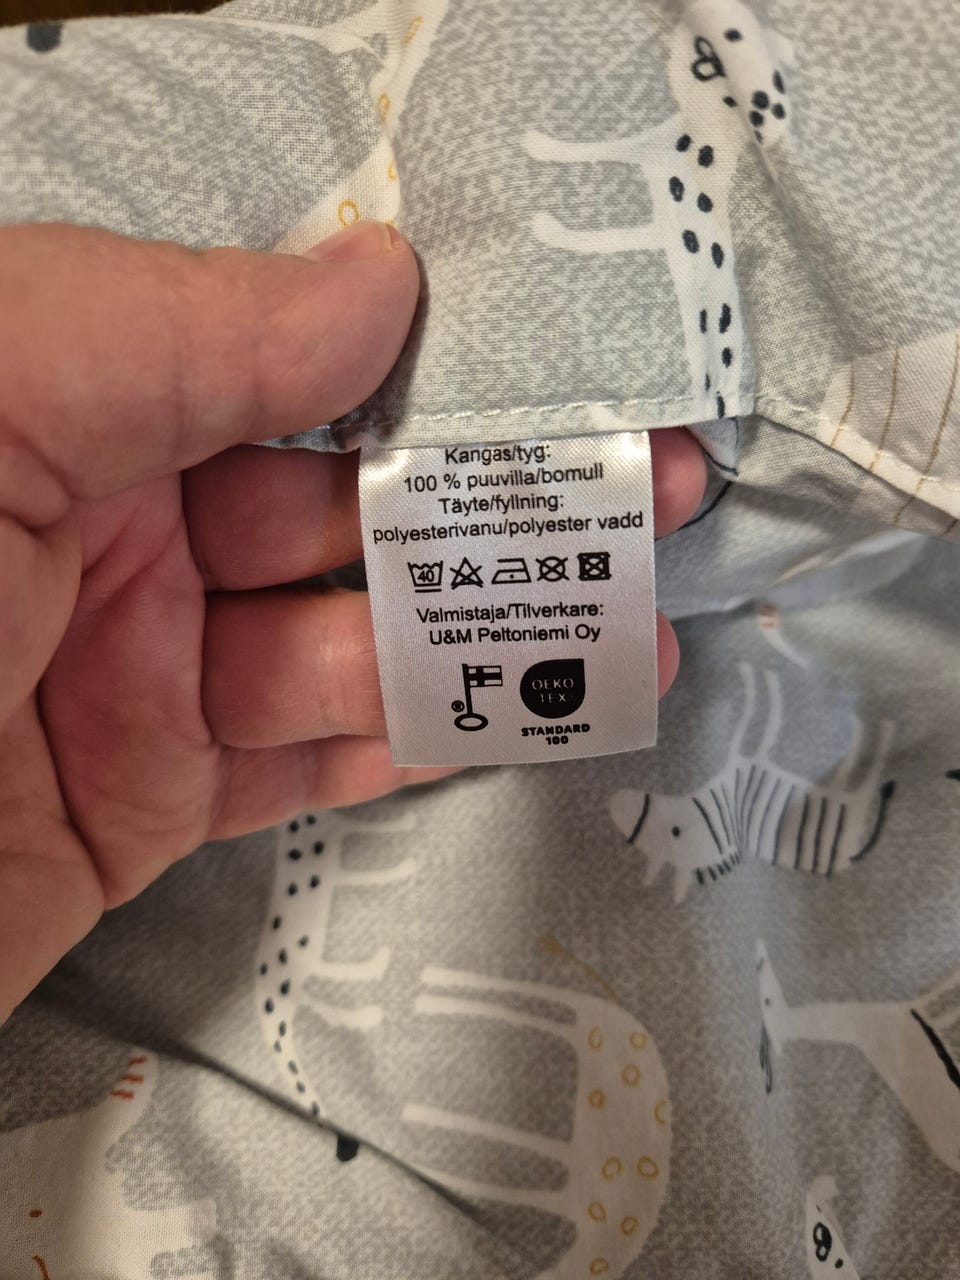 Kangas/tyg:
100 % puuvilla/bomull
Täyte/fyllning:
polyesterivanu/polyester vadd
40
Valmistaja/Tilverkare:
U&M Peltoniemi Oy
®
OEKO
TEX
STANDARD
100